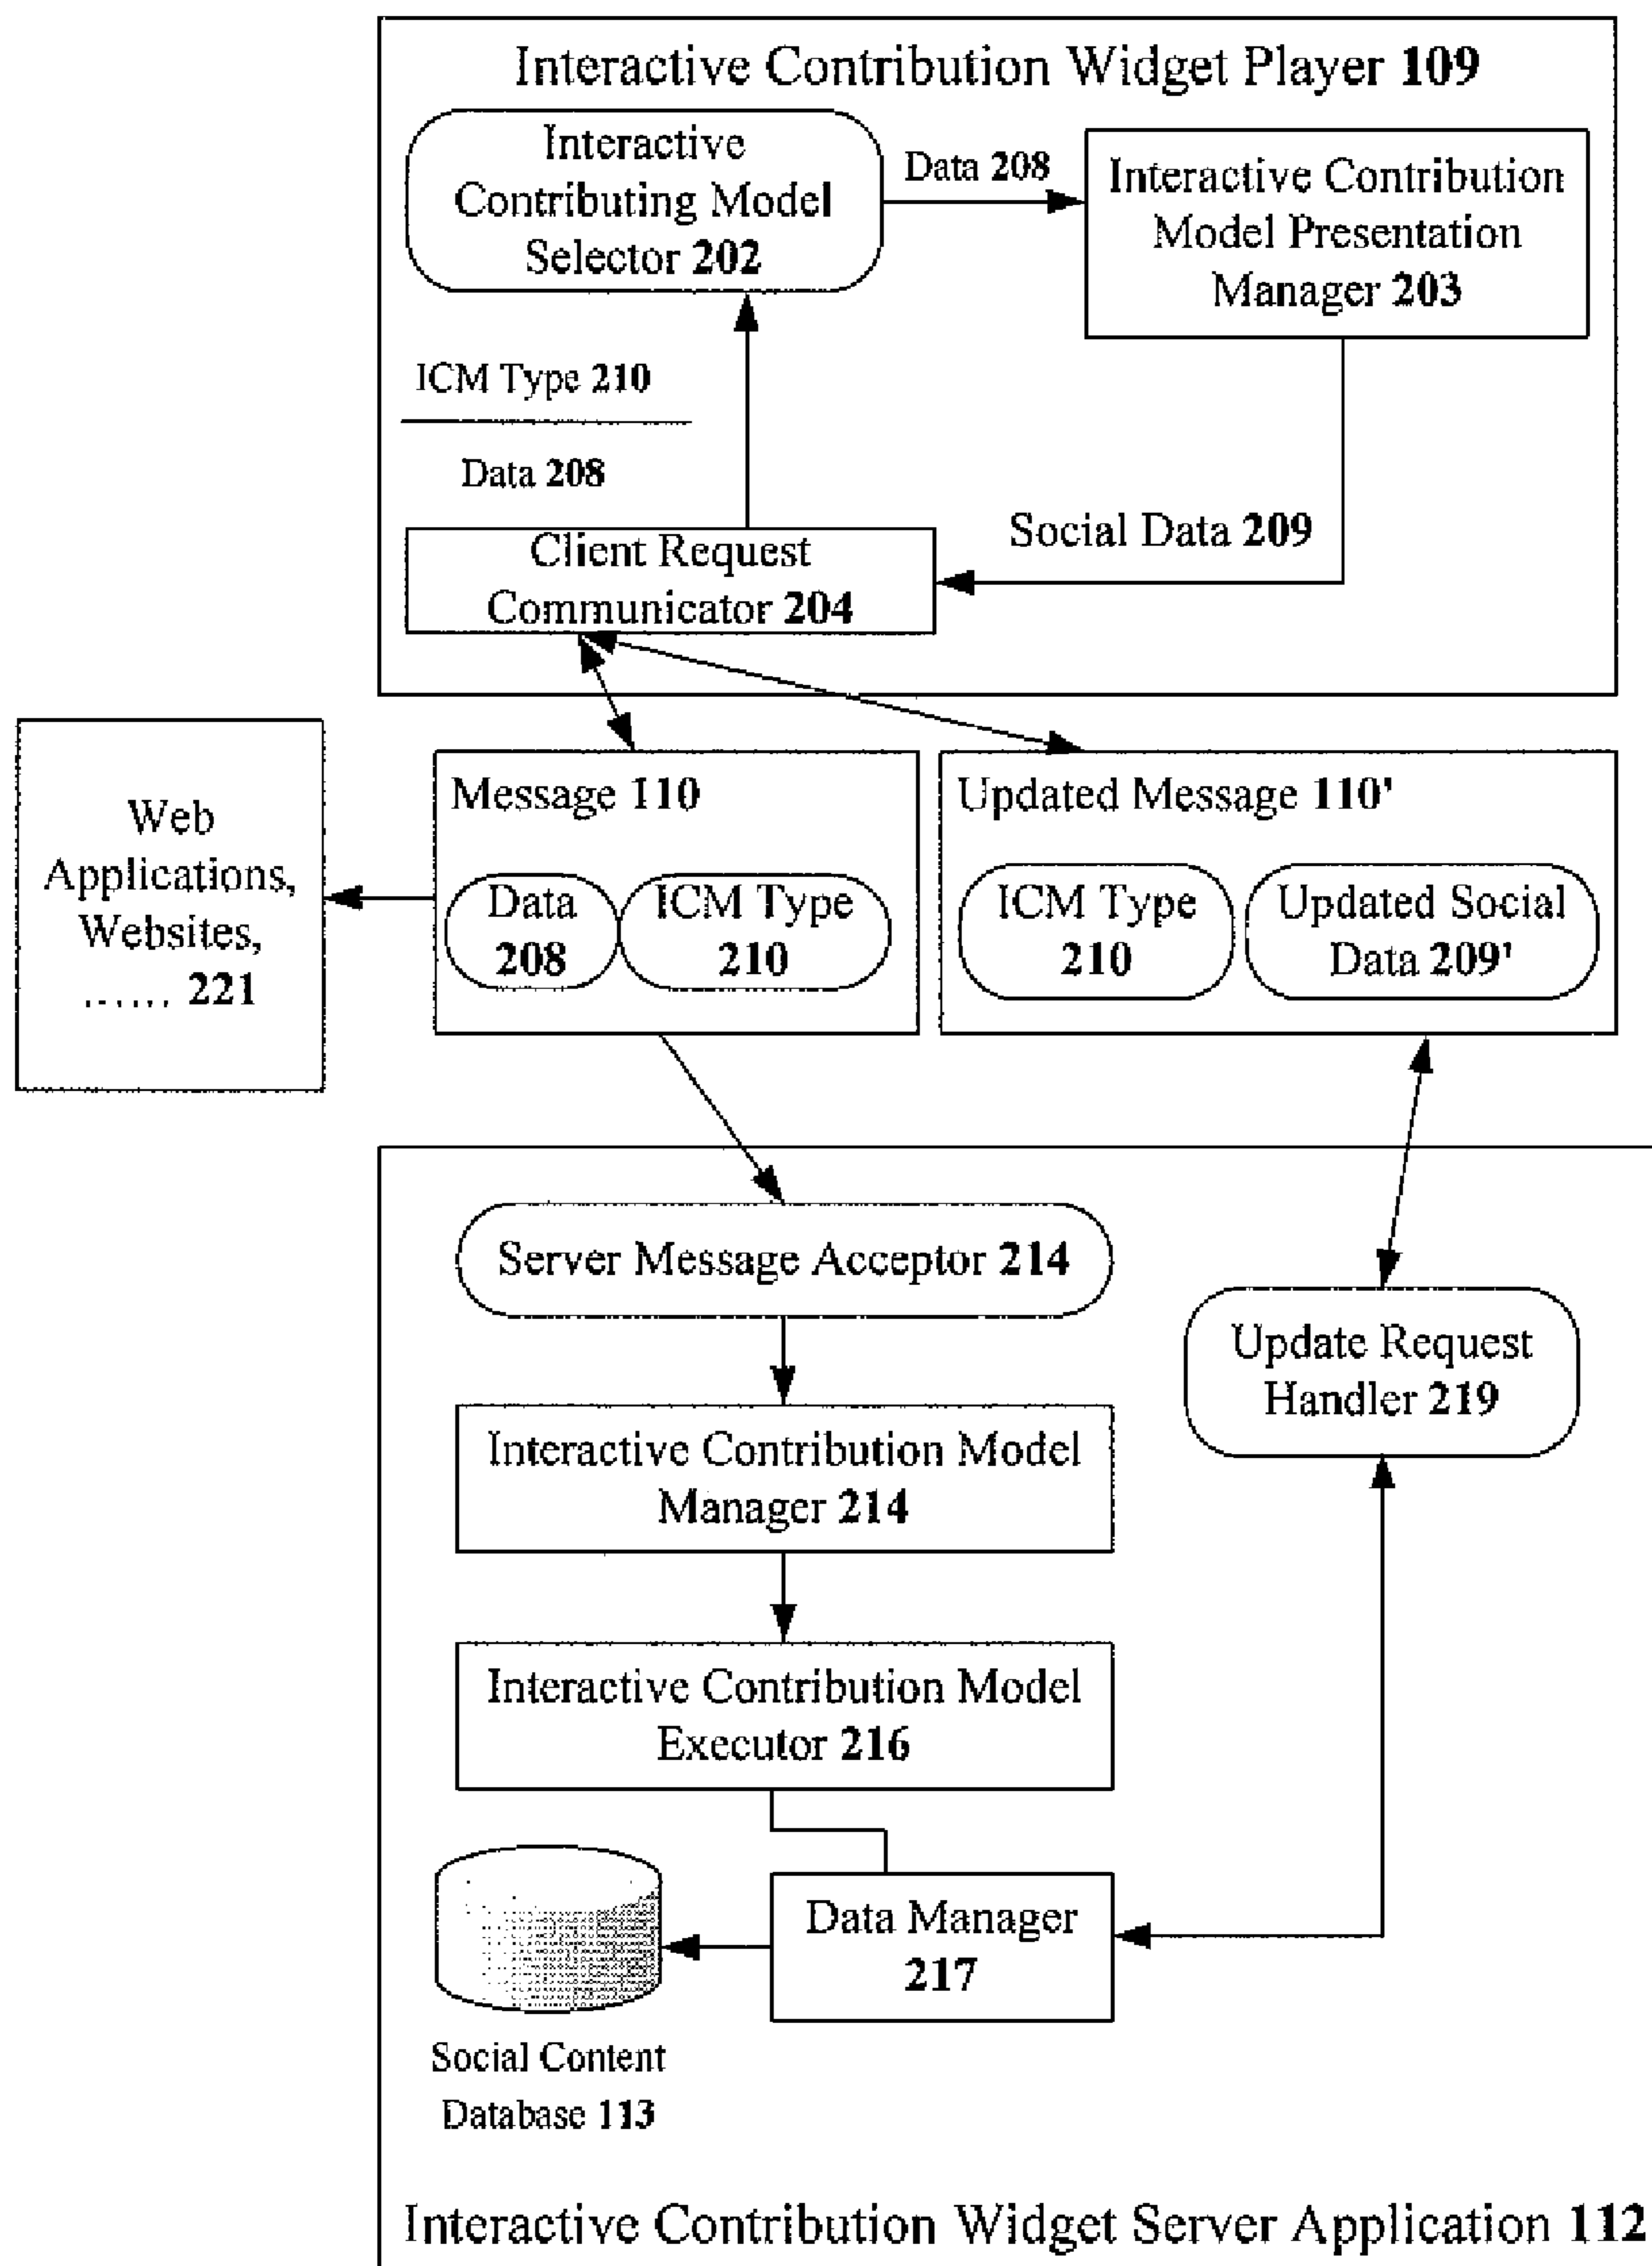 Interactive Contribution Widget Player 109
Interactive
Contributing Model
Selector 202
Data 208
Interactive Contribution
Model Presentation
Manager 203
ICM Type 210
Data 208
Social Data 209
Client Request
Communicator 204
Web
Applications,
Websites,
...... 221
Message 110
Data
208
ICM Type
210
Updated Message 110'
ICM Type
210
Updated Social
Data 209'
Server Message Acceptor 214
Update Request
Handler 219
Interactive Contribution Model
Manager 214
Interactive Contribution Model
Executor 216
Data Manager
217
Social Content
Database 113
Interactive Contribution Widget Server Application 112